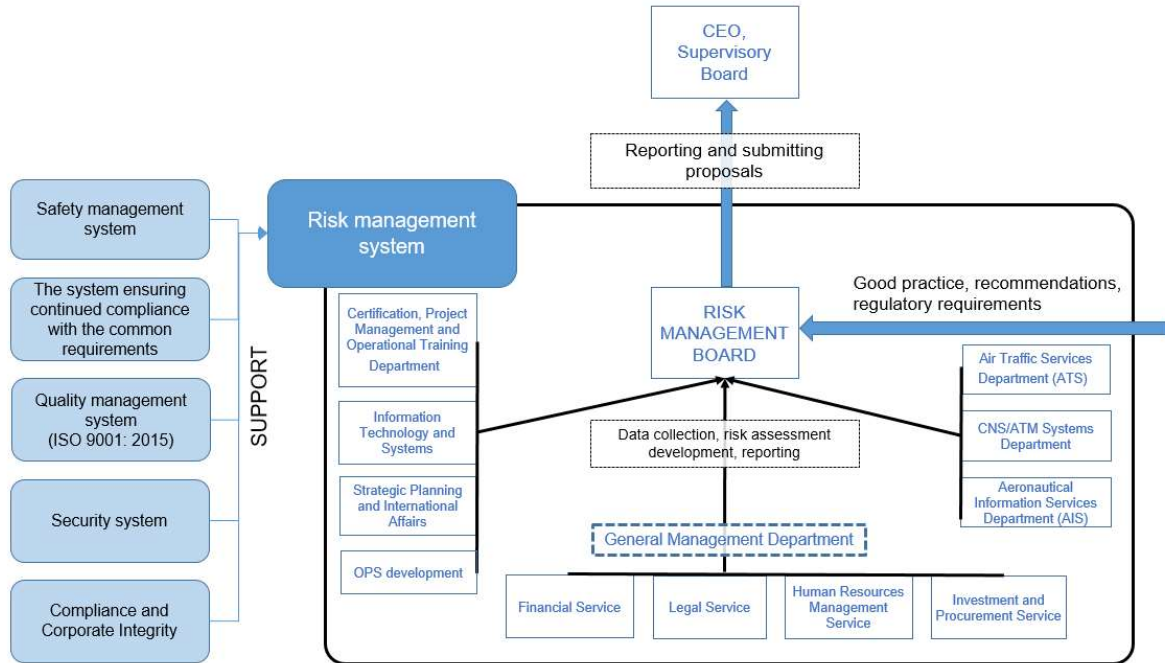 CEO,
Supervisory
Board
Reporting and submitting
proposals
Safety management
system
The system ensuring
continued compliance
with the common
requirements
Quality management
system
(ISO 9001: 2015)
Security system
Compliance and
Corporate Integrity
SUPPORT
Risk management
system
Certification, Project
Management and
Operational Training
Department
Information
Technology and
Systems
Strategic Planning
and International
Affairs
OPS development
RISK
MANAGEMENT
BOARD
Good practice, recommendations,
regulatory requirements
Air Traffic Services
Department (ATS)
CNS/ATM Systems
Department
Aeronautical
Information Services
Department (AIS)
Data collection, risk assessment
development, reporting
General Management Department
Financial Service
Legal Service
Human Resources
Management
Service
Investment and
Procurement Service